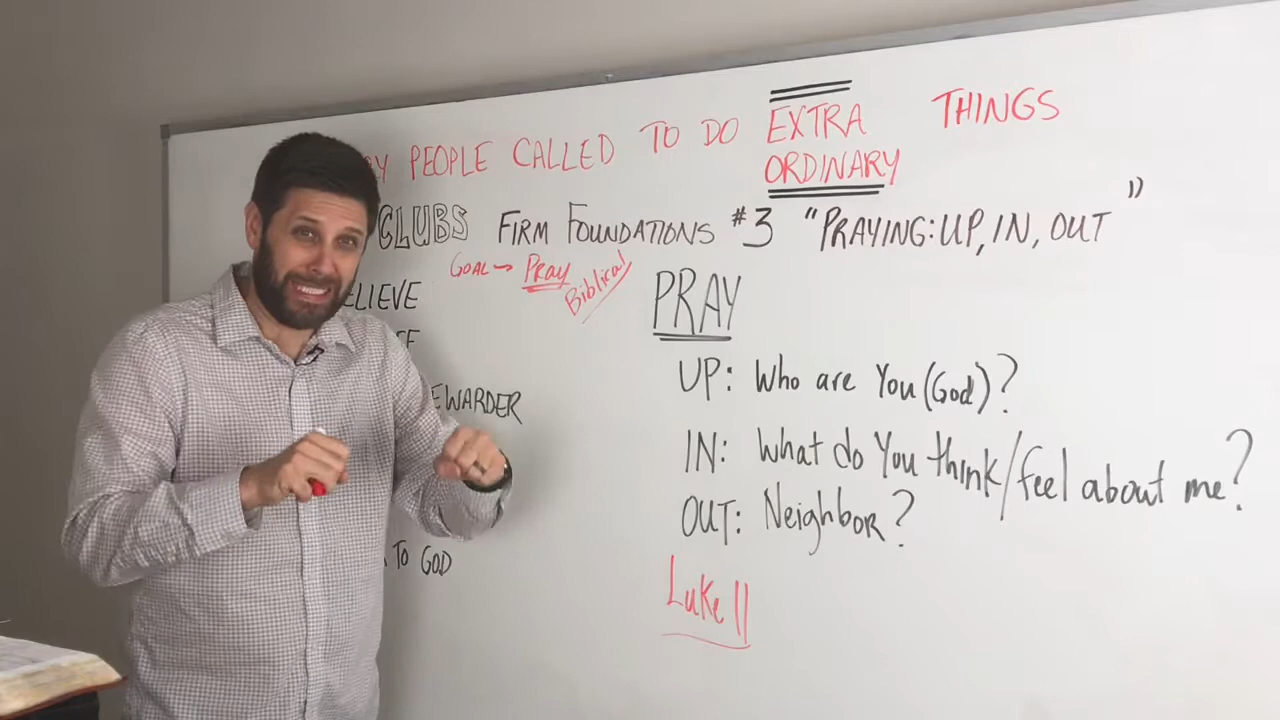 PEOPLE CALLED TO DO EXTRA ORDINARY THINGS
CLUBS FIRM FOUNDATIONS #3 "PRAYING: UP, IN, OUT"
GOAL → Pray Biblical
PRAY
UP: Who are You (God)?
IN: What do You think/feel about me?
OUT: Neighbor?
Luke 11
ELIEVE
EWARDER
TO GOD